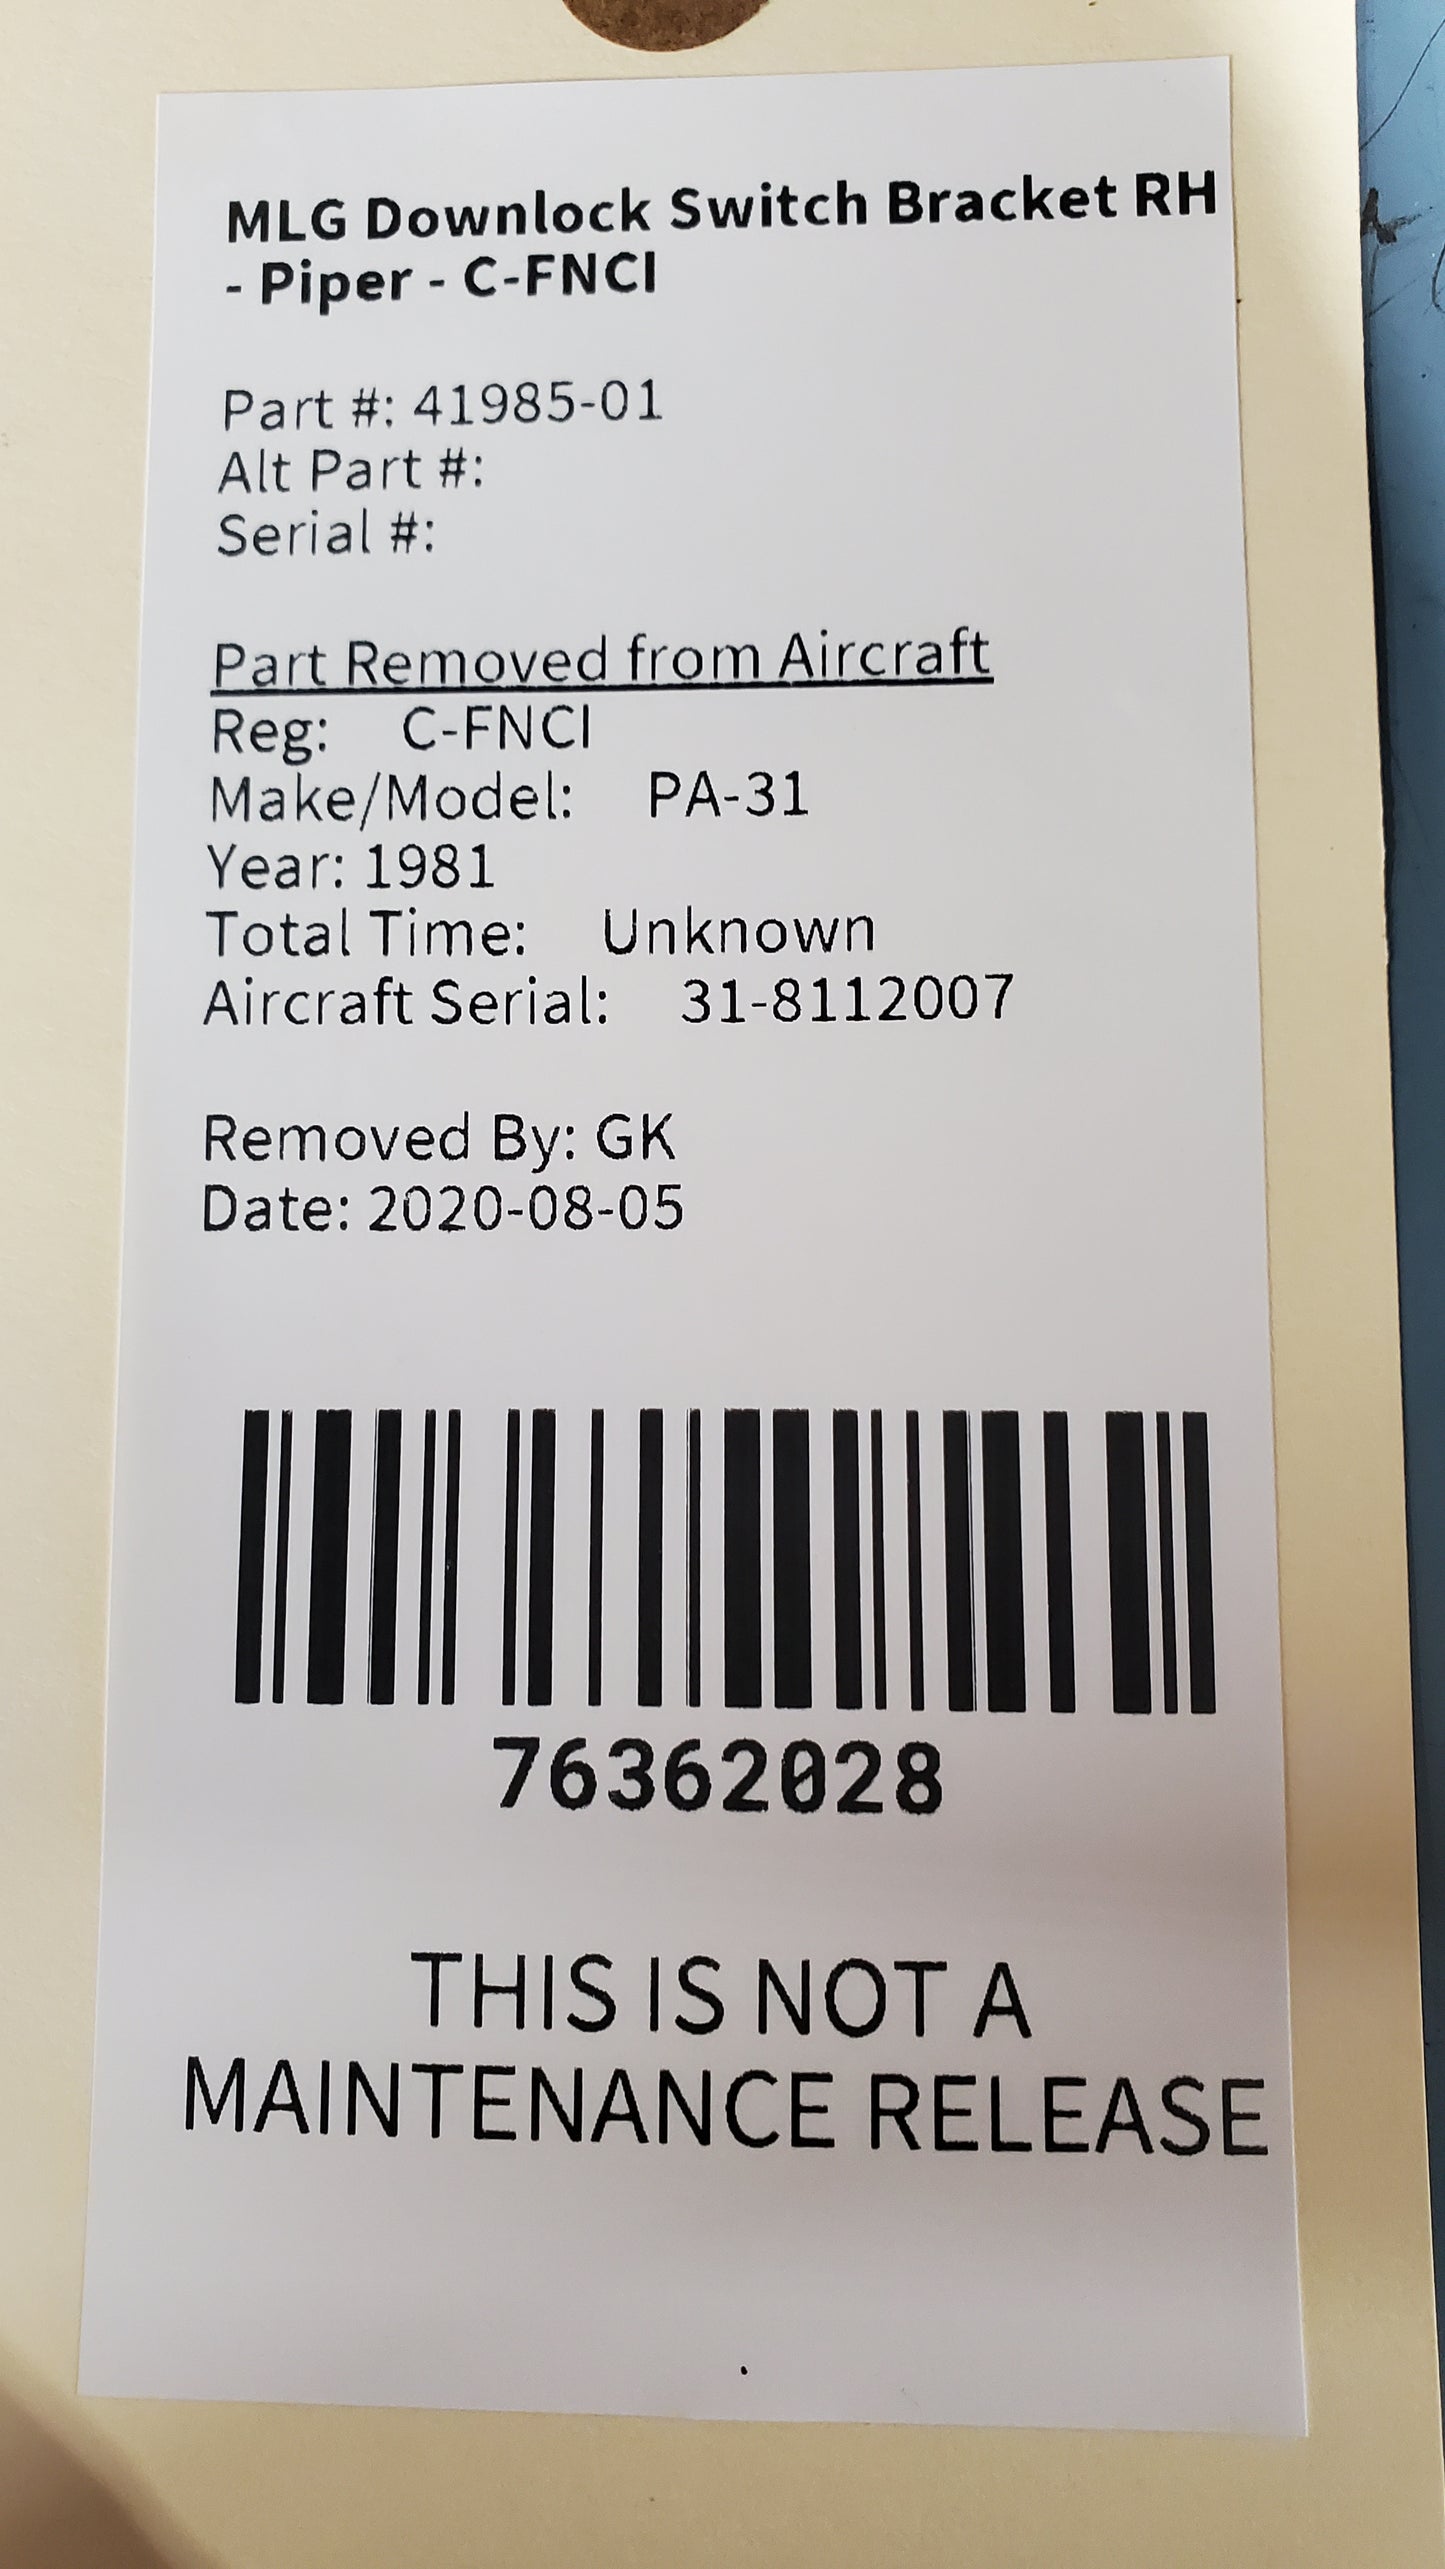 MLG Downlock Switch Bracket RH
- Piper - C-FNCI
Part #: 41985-01
Alt Part #:
Serial #:
Part Removed from Aircraft
Reg: C-FNCI
Make/Model: PA-31
Year: 1981
Total Time: Unknown
Aircraft Serial: 31-8112007
Removed By: GK
Date: 2020-08-05
76362028
THIS IS NOT A
MAINTENANCE RELEASE